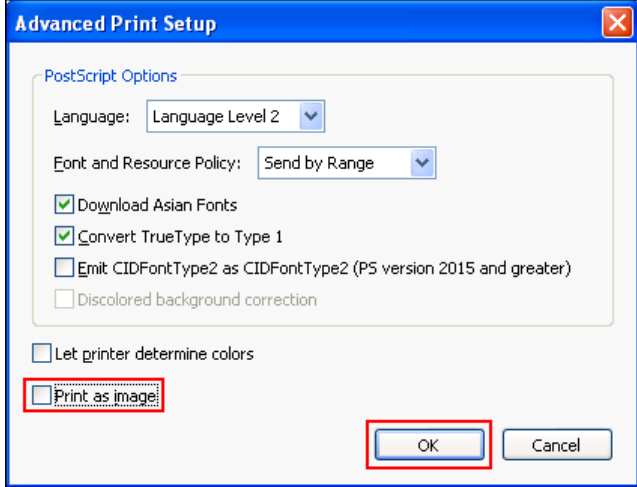 Advanced Print Setup
PostScript Options
Language: Language Level 2
Font and Resource Policy: Send by Range
Download Asian Fonts
Convert TrueType to Type 1
Emit CIDFontType2 as CIDFontType2 (PS version 2015 and greater)
Discolored background correction
Let printer determine colors
Print as image
OK Cancel